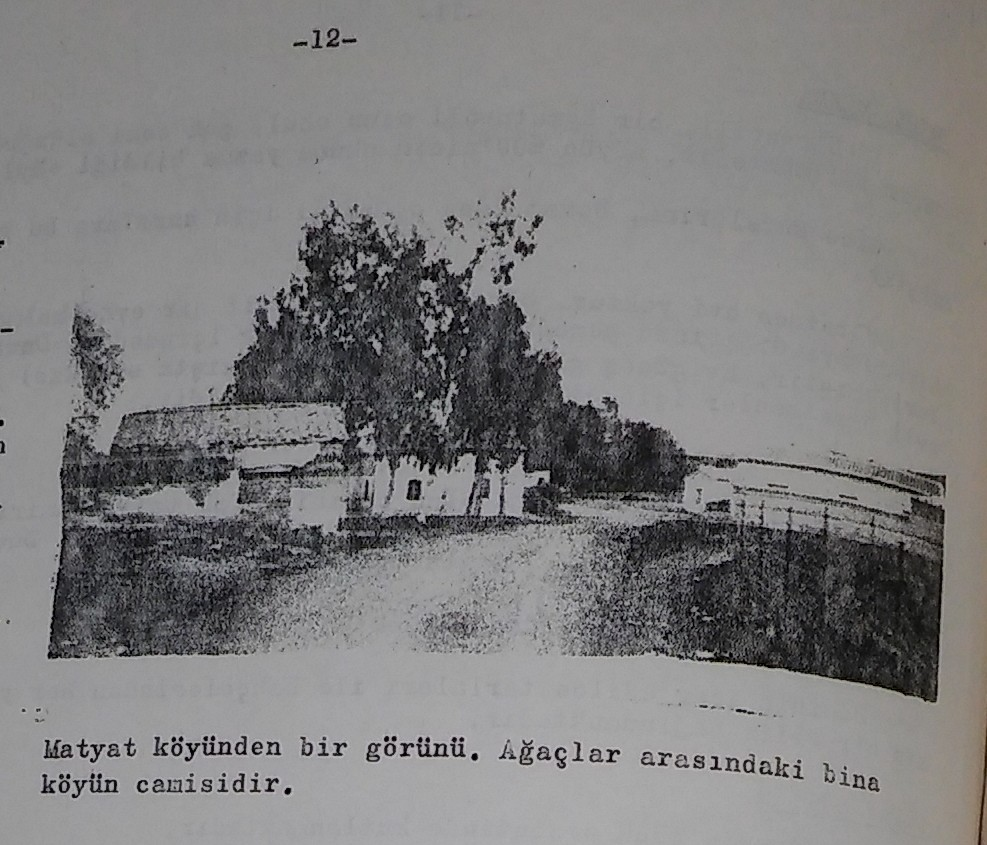 -12-
Matyat köyünden bir görünü. Ağaçlar arasındaki bina
köyün camisidir.